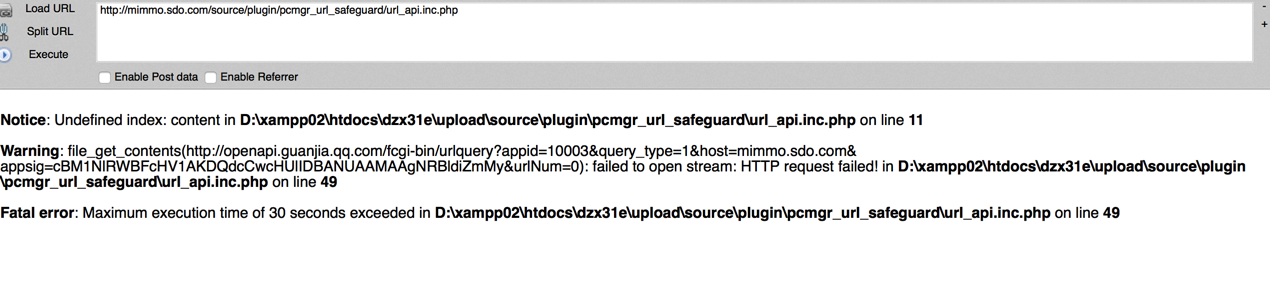 Load URL
http://mimmo.sdo.com/source/plugin/pcmgr_url_safeguard/url_api.inc.php
-
Split URL
+
Execute
Enable Post data Enable Referrer
Notice: Undefined index: content in D:\xampp02\htdocs\dzx31e\upload\source\plugin\pcmgr_url_safeguard\url_api.inc.php on line 11
Warning: file_get_contents(http://openapi.guanjia.qq.com/fcgi-bin/urlquery?appid=10003&query_type=1&host=mimmo.sdo.com&
appsig=cBM1NlRWBFcHV1AKDQdcCwcHUlIDBANUAAMAAgNRBldiZmMy&urlNum=0): failed to open stream: HTTP request failed! in D:\xampp02\htdocs\dzx31e\upload\source\plugin
\pcmgr_url_safeguard\url_api.inc.php on line 49
Fatal error: Maximum execution time of 30 seconds exceeded in D:\xampp02\htdocs\dzx31e\upload\source\plugin\pcmgr_url_safeguard\url_api.inc.php on line 49